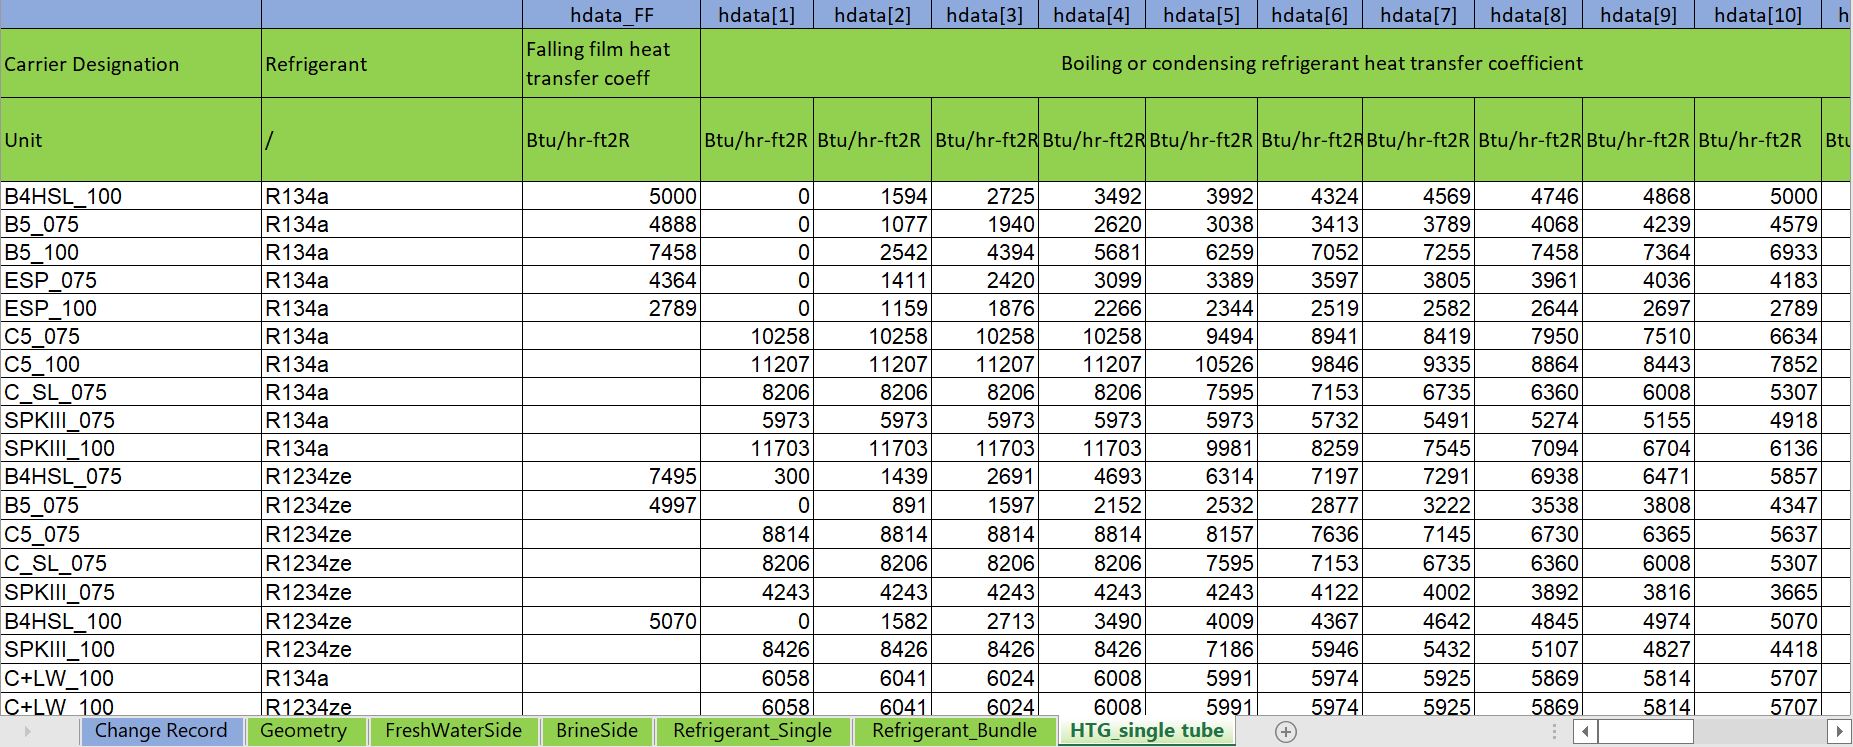 hdata_FF hdata[1] hdata[2] hdata[3] hdata[4] hdata[5] hdata[6] hdata[7] hdata[8] hdata[9] hdata[10] h
Carrier Designation Refrigerant Falling film heat transfer coeff Boiling or condensing refrigerant heat transfer coefficient
Unit / Btu/hr-ft2R Btu/hr-ft2R Btu/hr-ft2R Btu/hr-ft2R Btu/hr-ft2R Btu/hr-ft2R Btu/hr-ft2R Btu/hr-ft2R Btu/hr-ft2R Btu/hr-ft2R Btu/hr-ft2R Btu
B4HSL_100 R134a 5000 0 1594 2725 3492 3992 4324 4569 4746 4868 5000
B5_075 R134a 4888 0 1077 1940 2620 3038 3413 3789 4068 4239 4579
B5_100 R134a 7458 0 2542 4394 5681 6259 7052 7255 7458 7364 6933
ESP_075 R134a 4364 0 1411 2420 3099 3389 3597 3805 3961 4036 4183
ESP_100 R134a 2789 0 1159 1876 2266 2344 2519 2582 2644 2697 2789
C5_075 R134a 10258 10258 10258 10258 9494 8941 8419 7950 7510 6634
C5_100 R134a 11207 11207 11207 11207 10526 9846 9335 8864 8443 7852
C_SL_075 R134a 8206 8206 8206 8206 7595 7153 6735 6360 6008 5307
SPKIII_075 R134a 5973 5973 5973 5973 5973 5732 5491 5274 5155 4918
SPKIII_100 R134a 11703 11703 11703 11703 9981 8259 7545 7094 6704 6136
B4HSL_075 R1234ze 7495 300 1439 2691 4693 6314 7197 7291 6938 6471 5857
B5_075 R1234ze 4997 0 891 1597 2152 2532 2877 3222 3538 3808 4347
C5_075 R1234ze 8814 8814 8814 8814 8157 7636 7145 6730 6365 5637
C_SL_075 R1234ze 8206 8206 8206 8206 7595 7153 6735 6360 6008 5307
SPKIII_075 R1234ze 4243 4243 4243 4243 4243 4122 4002 3892 3816 3665
B4HSL_100 R1234ze 5070 0 1582 2713 3490 4009 4367 4642 4845 4974 5070
SPKIII_100 R1234ze 8426 8426 8426 8426 7186 5946 5432 5107 4827 4418
C+LW_100 R134a 6058 6041 6024 6008 5991 5974 5925 5869 5814 5707
C+LW_100 R1234ze 6058 6041 6024 6008 5991 5974 5925 5869 5814 5707
Change Record Geometry FreshWaterSide BrineSide Refrigerant_Single Refrigerant_Bundle HTG_single tube